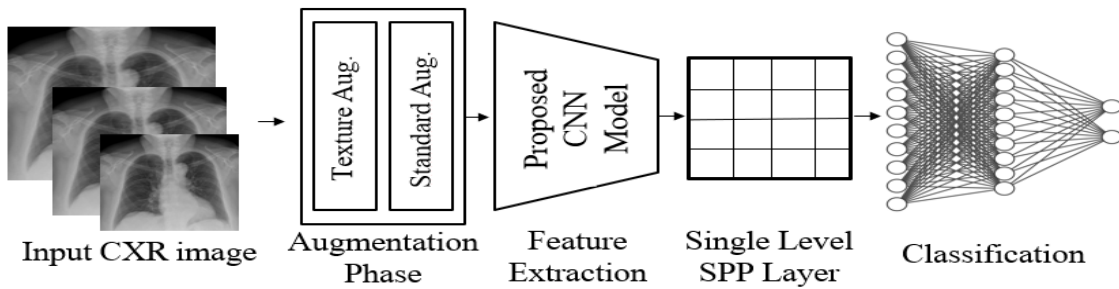 Texture Aug.
Standard Aug.
Proposed
CNN
Model
Input CXR image
Augmentation
Phase
Feature
Extraction
Single Level
SPP Layer
Classification